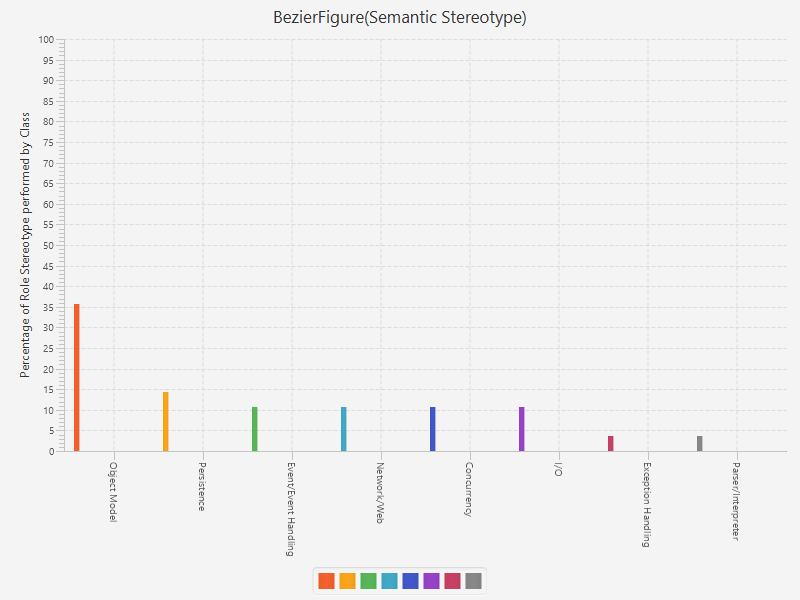 BezierFigure(Semantic Stereotype)
Percentage of Role Stereotype performed by Class
100
95
90
85
80
75
70
65
60
55
50
45
40
35
30
25
20
15
10
5
0
Object Model
Persistence
Event/Event Handling
Network/Web
Concurrency
I/O
Exception Handling
Parser/Interpreter